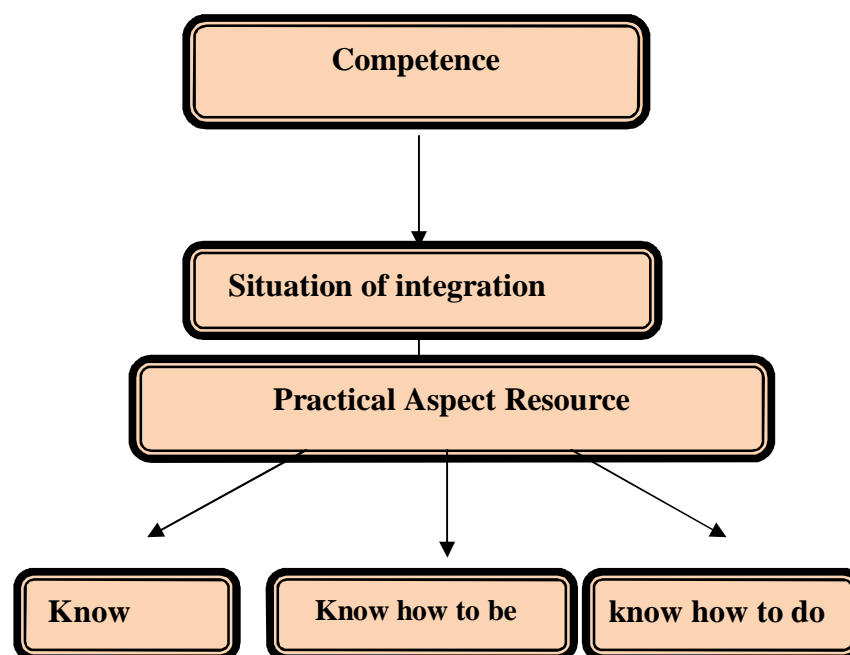 Competence
Situation of integration
Practical Aspect Resource
Know
Know how to be
know how to do